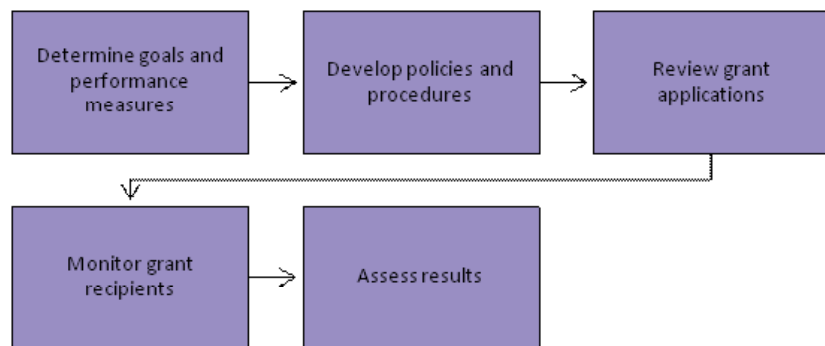 Determine goals and
performance
measures
Develop policies and
procedures
Review grant
applications
Monitor grant
recipients
Assess results